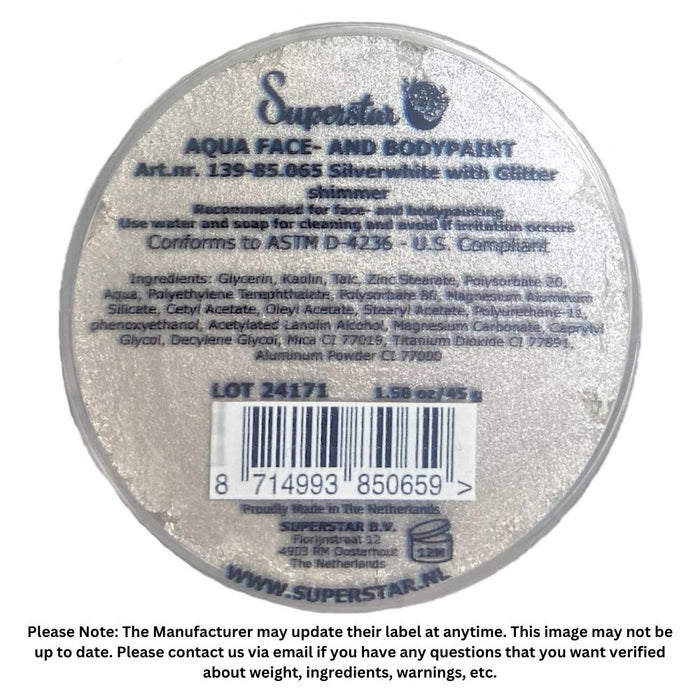 Superstar
AQUA FACE- AND BODYPAINT
Art.nr. 139-85.065 Silverwhite with Glitter
shimmer
Recommended for face- and bodypainting
Use water and soap for cleaning and avoid if irritation occurs
Conforms to ASTM D-4236 - U.S. Compliant
Ingredients: Glycerin, Kaolin, Talc, Zinc Stearate, Polysorbate 20,
Aqua, Polyethylene Terephthalate, Polysorbate 60, Magnesium Aluminum
Silicate, Cetyl Acetate, Oleyl Acetate, Stearyl Acetate, Polyurethane-11,
phenoxyethanol, Acetylated Lanolin Alcohol, Magnesium Carbonate, Caprylyl
Glycol, Decylene Glycol, Mica CI 77019, Titanium Dioxide CI 77891,
Aluminum Powder CI 77000
LOT 24171 1.58 oz/45 g
8 714993 850659 >
Proudly Made in The Netherlands
SUPERSTAR B.V.
Florijnstraat 12
4903 RM Oosterhout
The Netherlands
12M
WWW.SUPERSTAR.NL
Please Note: The Manufacturer may update their label at anytime. This image may not be
up to date. Please contact us via email if you have any questions that you want verified
about weight, ingredients, warnings, etc.